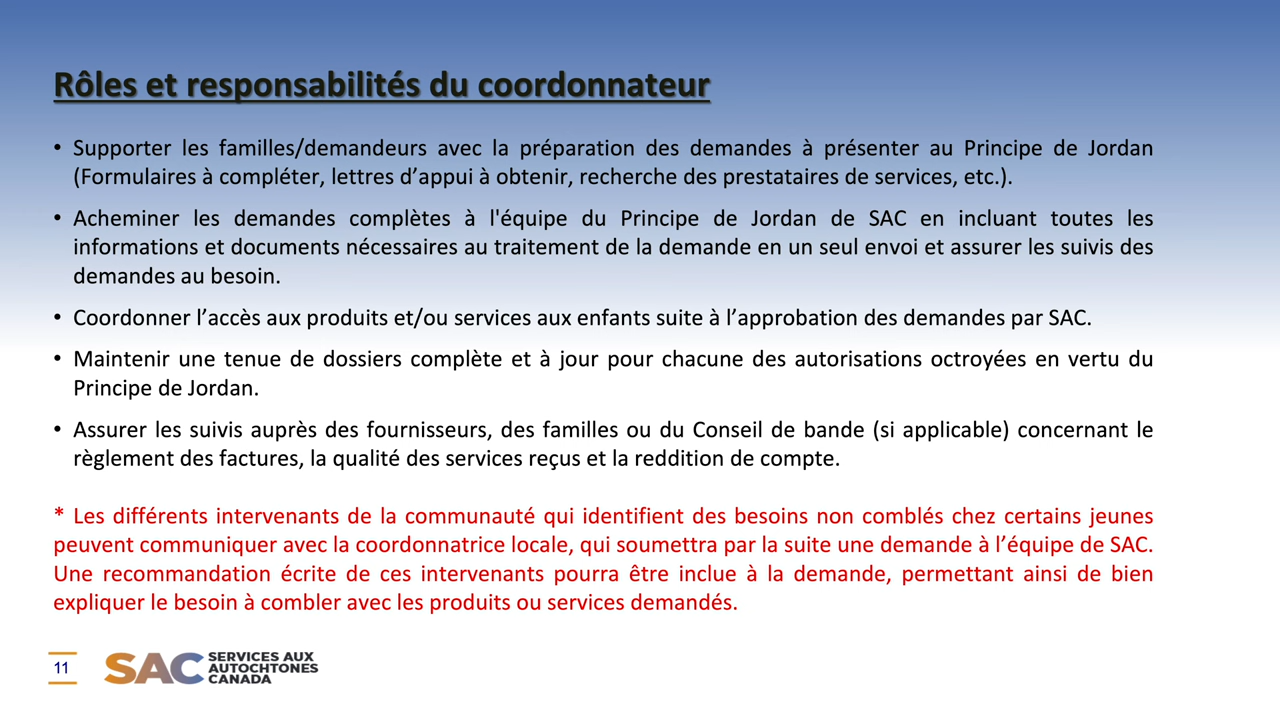 Rôles et responsabilités du coordonnateur
• Supporter les familles/demandeurs avec la préparation des demandes à présenter au Principe de Jordan
(Formulaires à compléter, lettres d’appui à obtenir, recherche des prestataires de services, etc.).
• Acheminer les demandes complètes à l'équipe du Principe de Jordan de SAC en incluant toutes les
informations et documents nécessaires au traitement de la demande en un seul envoi et assurer les suivis des
demandes au besoin.
• Coordonner l’accès aux produits et/ou services aux enfants suite à l’approbation des demandes par SAC.
• Maintenir une tenue de dossiers complète et à jour pour chacune des autorisations octroyées en vertu du
Principe de Jordan.
• Assurer les suivis auprès des fournisseurs, des familles ou du Conseil de bande (si applicable) concernant le
règlement des factures, la qualité des services reçus et la reddition de compte.
* Les différents intervenants de la communauté qui identifient des besoins non comblés chez certains jeunes
peuvent communiquer avec la coordonnatrice locale, qui soumettra par la suite une demande à l’équipe de SAC.
Une recommandation écrite de ces intervenants pourra être inclue à la demande, permettant ainsi de bien
expliquer le besoin à combler avec les produits ou services demandés.
11
SAC
SERVICES AUX
AUTOCHTONES
CANADA